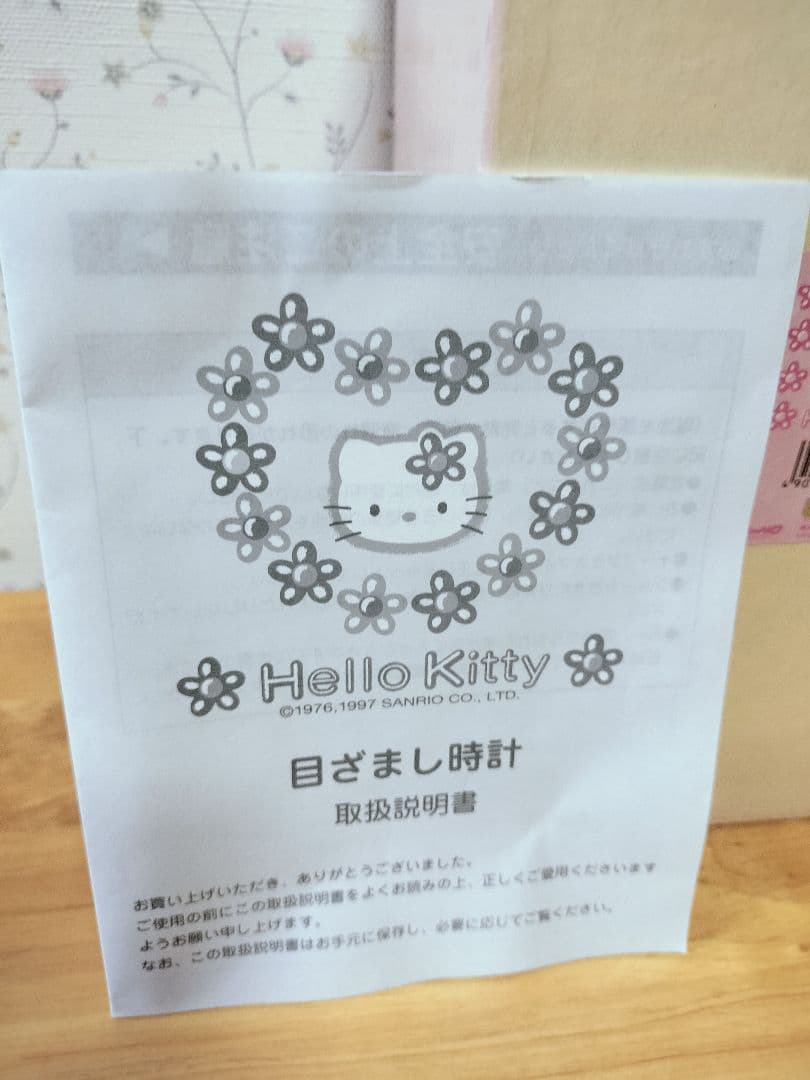 Hello Kitty
©1976,1997 SANRIO CO., LTD.
目ざまし時計
取扱説明書
お買い上げいただき、ありがとうございました。
ご使用の前にこの取扱説明書をよくお読みの上、正しくご愛用くださいます
ようお願い申し上げます。
なお、この取扱説明書はお手元に保存し、必要に応じてご覧ください。